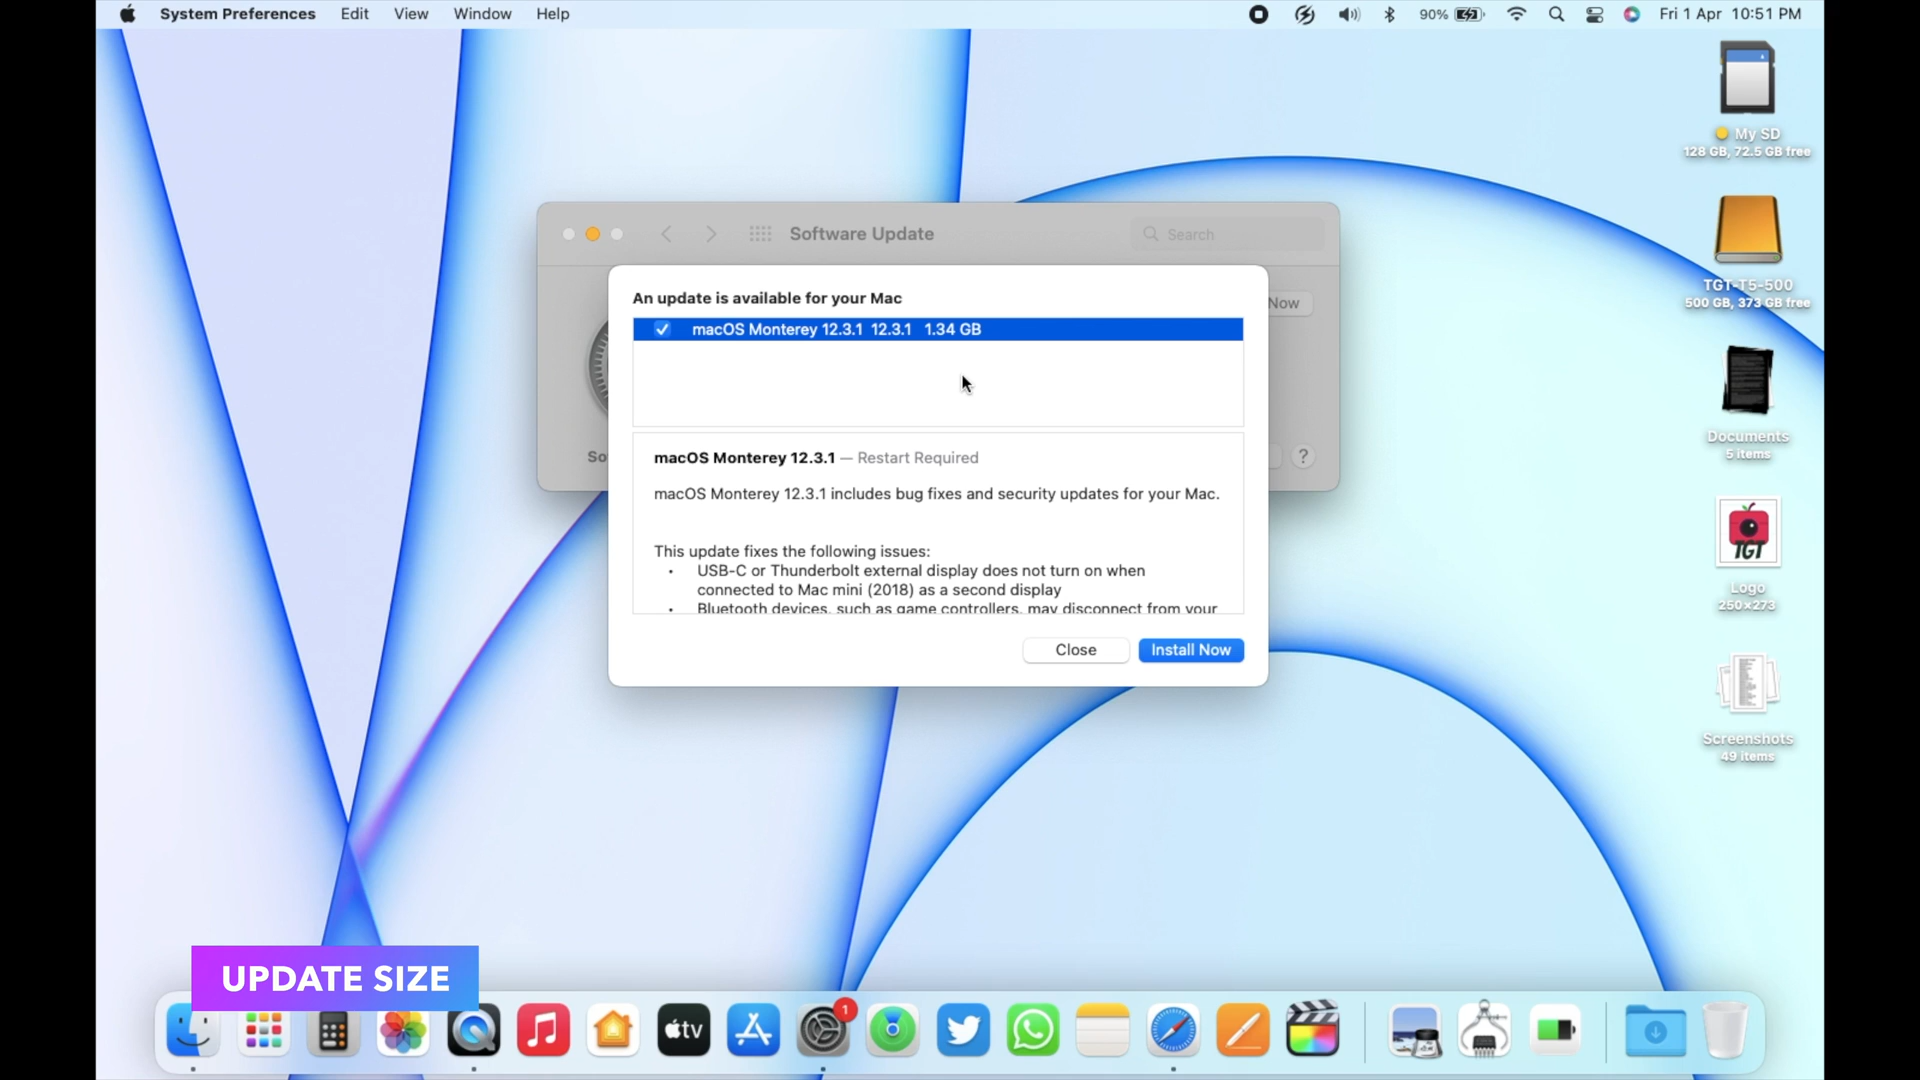 System Preferences Edit View Window Help 90% Fri 1 Apr 10:51 PM
My SD
128 GB, 72.5 GB free
Software Update
Search
TGT-T5-500
500 GB, 373 GB free
An update is available for your Mac
Now
macOS Monterey 12.3.1 12.3.1 1.34 GB
Documents
5 items
So
?
macOS Monterey 12.3.1 — Restart Required
macOS Monterey 12.3.1 includes bug fixes and security updates for your Mac.
TGT
This update fixes the following issues:
• USB-C or Thunderbolt external display does not turn on when
connected to Mac mini (2018) as a second display
• Bluetooth devices, such as game controllers, may disconnect from your
Logo
250×273
Close
Install Now
Screenshots
49 items
UPDATE SIZE
tv
1